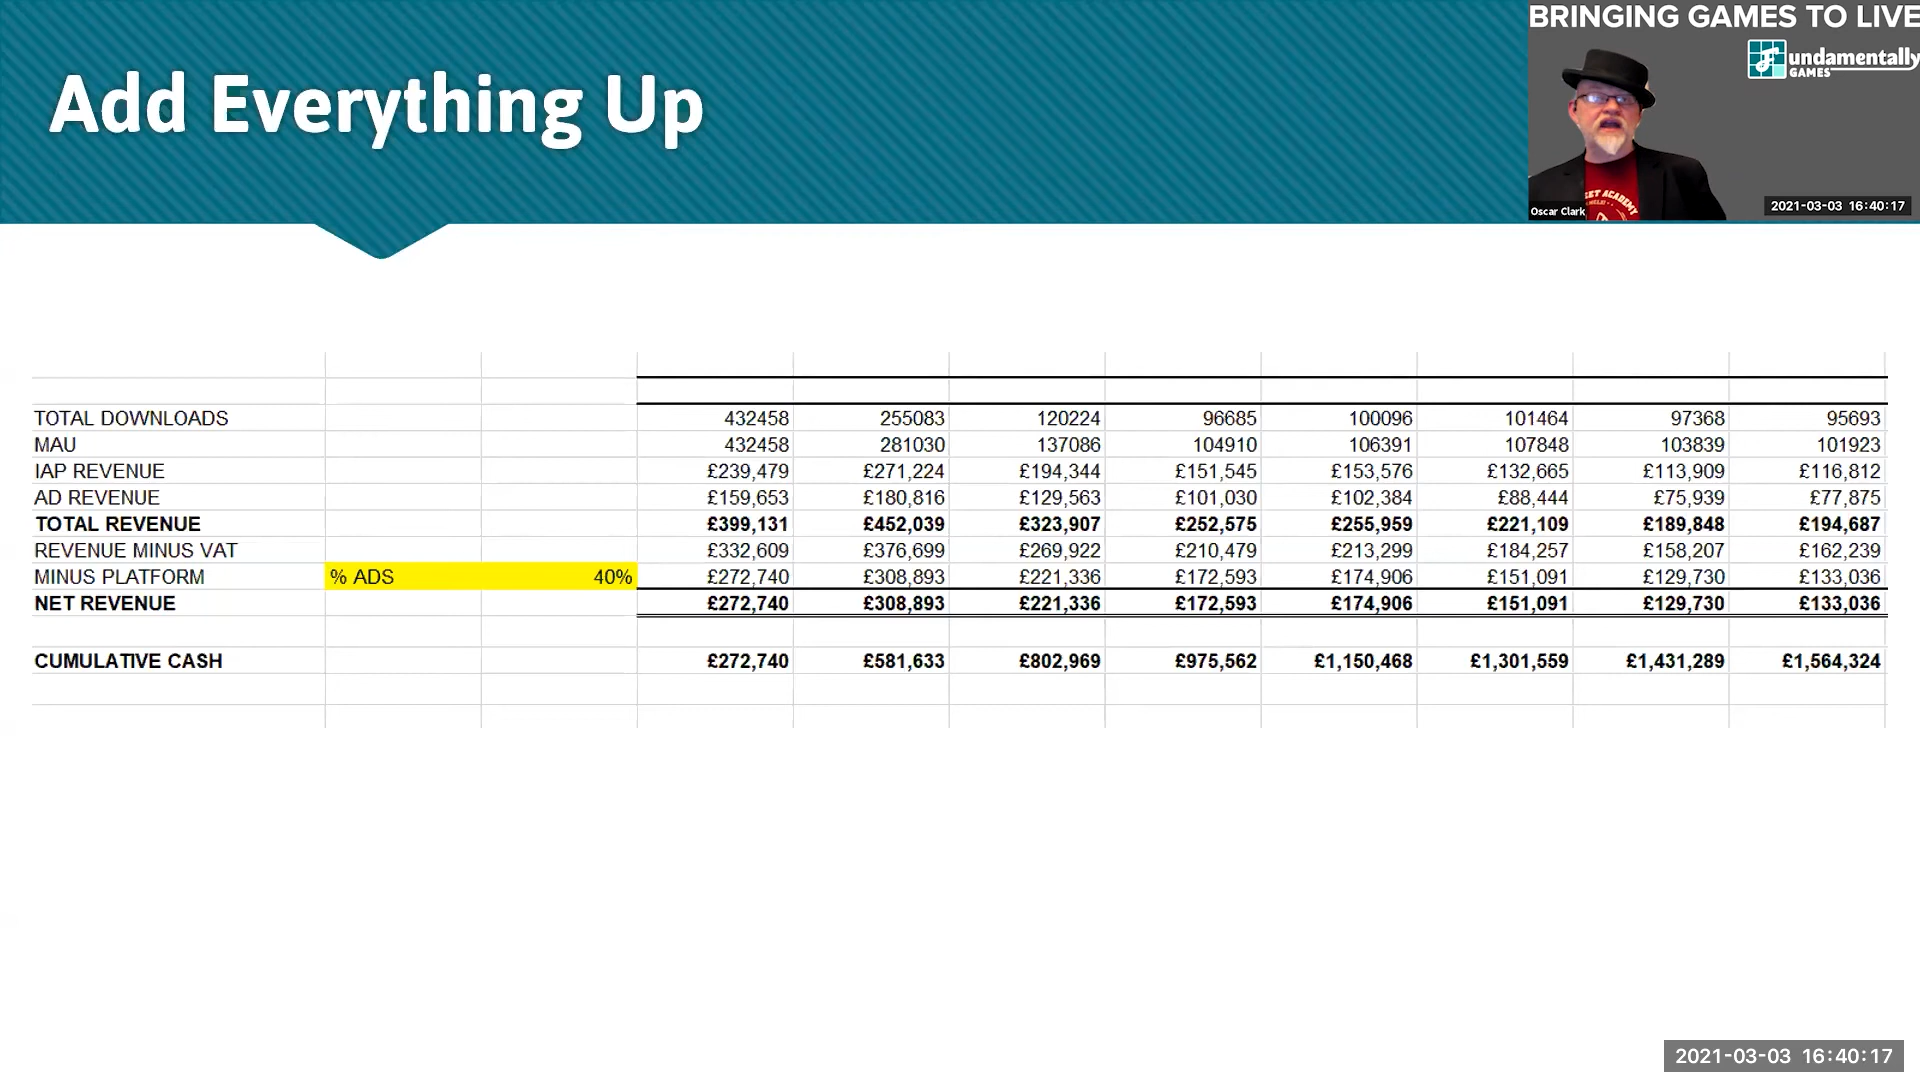 BRINGING GAMES TO LIVE
undamentally
GAMES
Add Everything Up
Oscar Clark
2021-03-03 16:40:17
TOTAL DOWNLOADS 432458 255083 120224 96685 100096 101464 97368 95693
MAU 432458 281030 137086 104910 106391 107848 103839 101923
IAP REVENUE £239,479 £271,224 £194,344 £151,545 £153,576 £132,665 £113,909 £116,812
AD REVENUE £159,653 £180,816 £129,563 £101,030 £102,384 £88,444 £75,939 £77,875
TOTAL REVENUE £399,131 £452,039 £323,907 £252,575 £255,959 £221,109 £189,848 £194,687
REVENUE MINUS VAT £332,609 £376,699 £269,922 £210,479 £213,299 £184,257 £158,207 £162,239
MINUS PLATFORM % ADS 40% £272,740 £308,893 £221,336 £172,593 £174,906 £151,091 £129,730 £133,036
NET REVENUE £272,740 £308,893 £221,336 £172,593 £174,906 £151,091 £129,730 £133,036
CUMULATIVE CASH £272,740 £581,633 £802,969 £975,562 £1,150,468 £1,301,559 £1,431,289 £1,564,324
2021-03-03 16:40:17